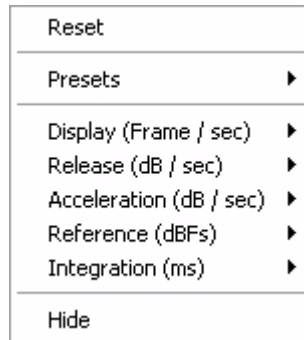 Reset
Presets
Display (Frame / sec)
Release (dB / sec)
Acceleration (dB / sec)
Reference (dBFs)
Integration (ms)
Hide